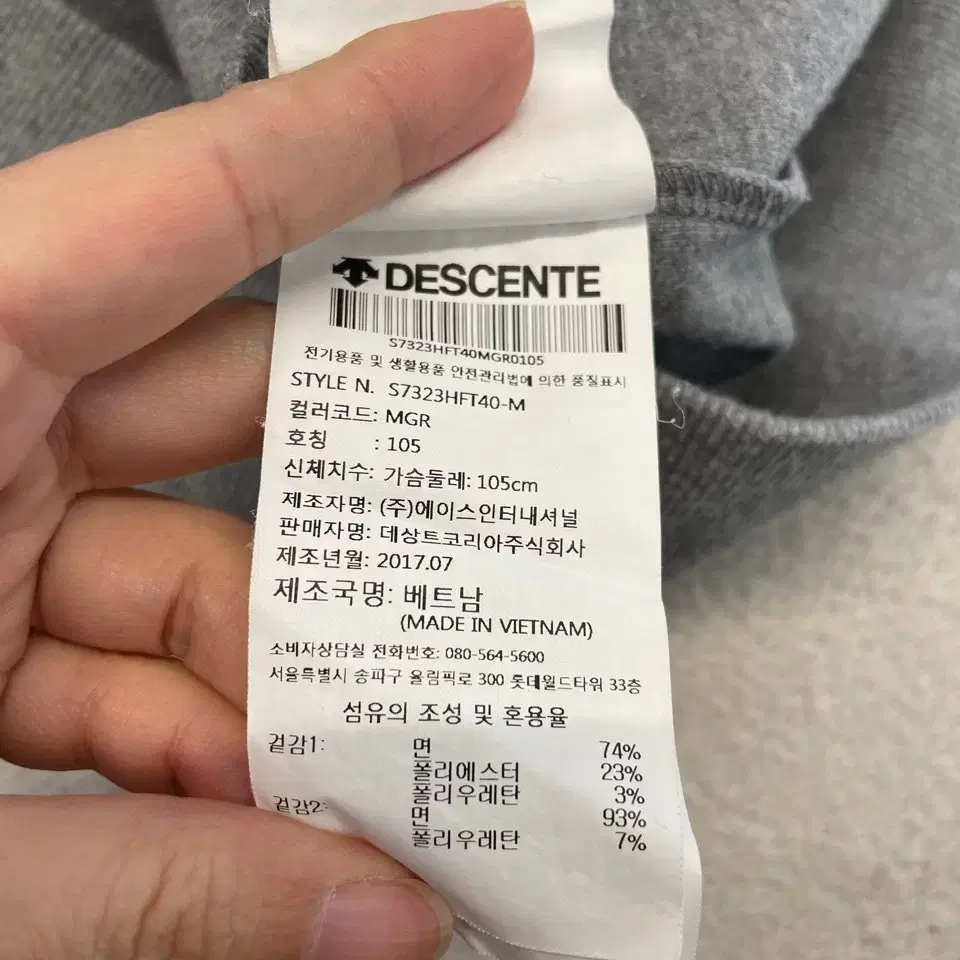 DESCENTE
S7323HFT40MGR0105
전기용품 및 생활용품 안전관리법에 의한 품질표시
STYLE N. S7323HFT40-M
컬러코드: MGR
호칭 : 105
신체치수: 가슴둘레: 105cm
제조자명: (주)에이스인터내셔널
판매자명: 데상트코리아주식회사
제조년월: 2017.07
제조국명: 베트남
(MADE IN VIETNAM)
소비자상담실 전화번호: 080-564-5600
서울특별시 송파구 올림픽로 300 롯데월드타워 33층
섬유의 조성 및 혼용율
겉감1: 면 74%
폴리에스터 23%
폴리우레탄 3%
겉감2: 면 93%
폴리우레탄 7%